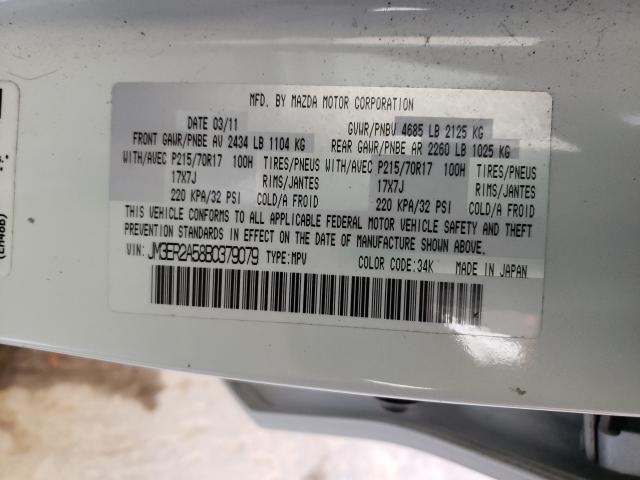 MFD. BY MAZDA MOTOR CORPORATION
DATE 03/11 GVWR/PNBV 4685 LB 2125 KG
FRONT GAWR/PNBE AV 2434 LB 1104 KG REAR GAWR/PNBE AR 2260 LB 1025 KG
WITH/AVEC P215/70R17 100H TIRES/PNEUS WITH/AVEC P215/70R17 100H TIRES/PNEUS
17X7J RIMS/JANTES 17X7J RIMS/JANTES
220 KPA/32 PSI COLD/A FROID 220 KPA/32 PSI COLD/A FROID
THIS VEHICLE CONFORMS TO ALL APPLICABLE FEDERAL MOTOR VEHICLE SAFETY AND THEFT
PREVENTION STANDARDS IN EFFECT ON THE DATE OF MANUFACTURE SHOWN ABOVE.
VIN: JM3ER2A58B0379079 TYPE:MPV COLOR CODE:34K MADE IN JAPAN